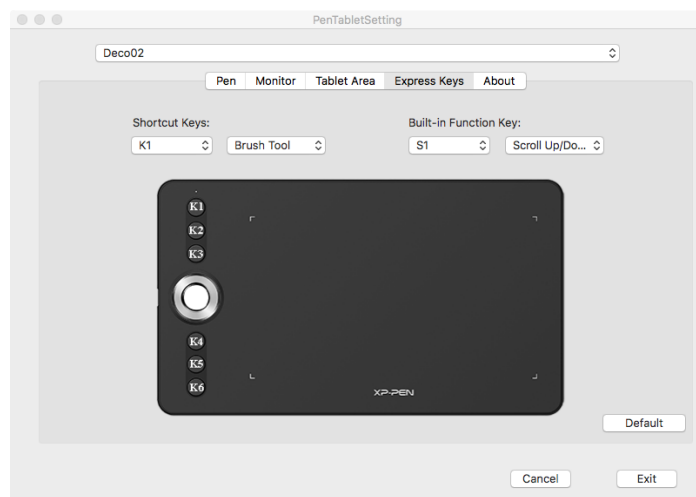 PenTabletSetting
Deco02
Pen Monitor Tablet Area Express Keys About
Shortcut Keys: Built-in Function Key:
K1 Brush Tool S1 Scroll Up/Do...
K1
K2
K3
K4
K5
K6
XP-PEN
Default
Cancel Exit